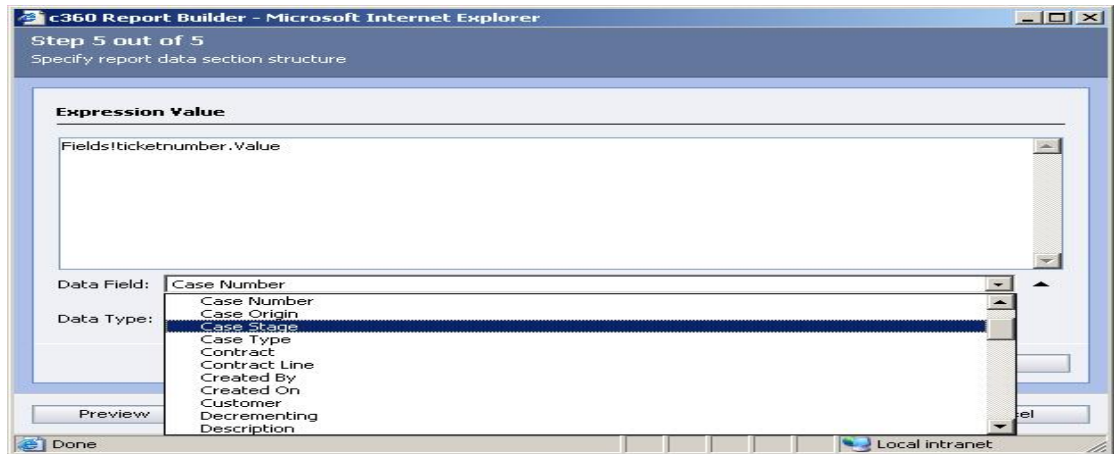 c360 Report Builder - Microsoft Internet Explorer
Step 5 out of 5
Specify report data section structure
Expression Value
Fields!ticketnumber.Value
Data Field: Case Number
Case Number
Case Origin
Data Type:
Case Stage
Case Type
Contract
Contract Line
Created By
Created On
Customer
Preview
Decrementing
el
Description
Done
Local intranet